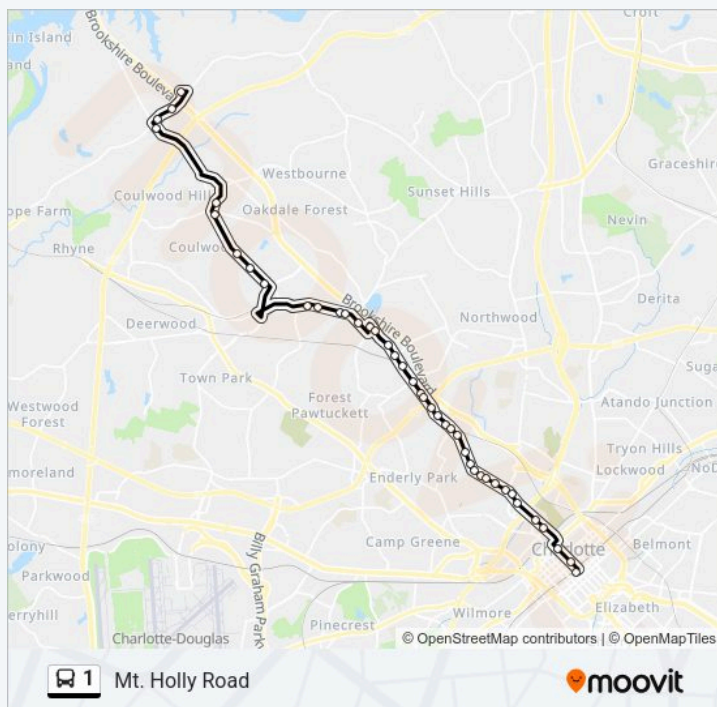 Croft
ain Island
and
Brookshire Boulevard
Graceshire
Westbourne
Sunset Hills
Coulwood Hills
ope Farm
Oakdale Forest
Nevin
Rhyne
Coulwood
Derita
Brookshire Boulevard
Northwood
Deerwood
Suga
Town Park
Atando Junction
Forest
Pawtuckett
Westwood
Forest
Tryon Hills
moreland
Enderly Park
Lockwood
NoD
Billy Graham Park
Camp Greene
Charlotte
Belmont
olony
Parkwood
Wilmore
Elizabeth
erryhill
Pinecrest
Charlotte-Douglas
© OpenStreetMap contributors | © OpenMapTiles
1 Mt. Holly Road
moovit